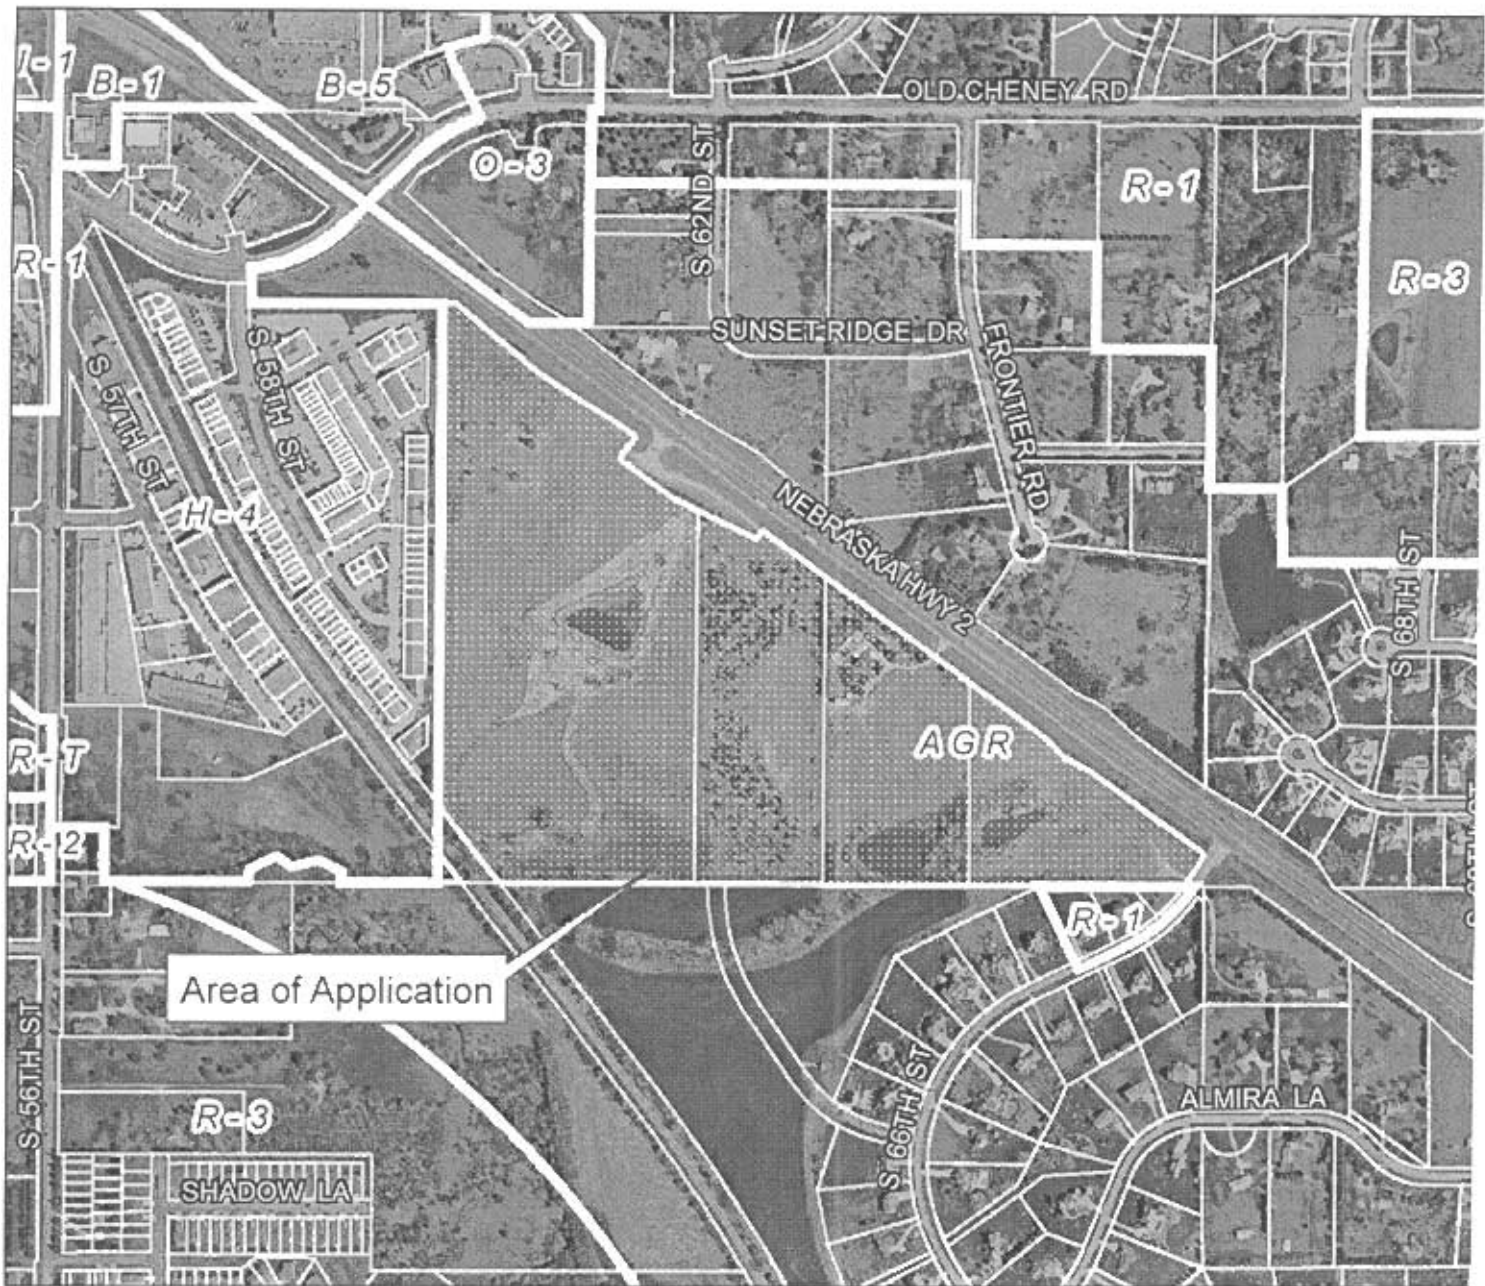 I-1
B-1
B-5
OLD CHENEY RD
O-3
S 62ND ST
R-1
R-1
R-3
SUNSET RIDGE DR
FRONTIER RD
S 57TH ST
S 58TH ST
H-4
NEBRASKA HWY 2
S 68TH ST
AGR
R-T
R-2
R-1
Area of Application
S 56TH ST
S 66TH ST
ALMIRA LA
R-3
SHADOW LA